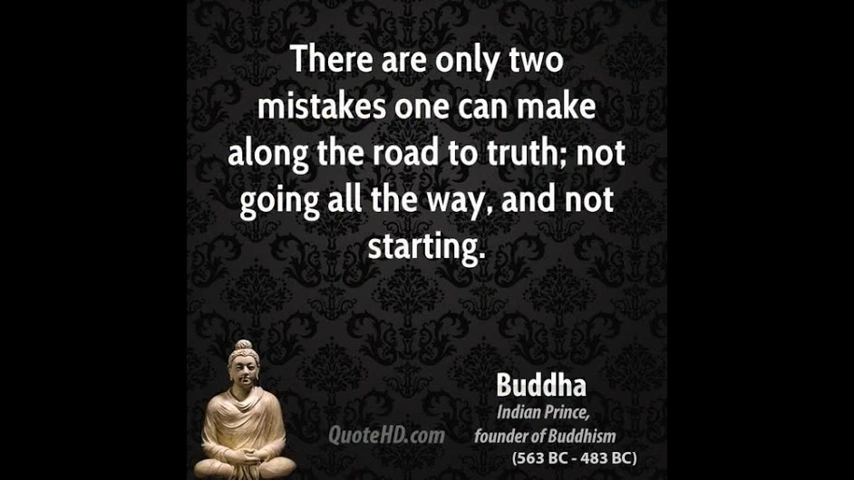 There are only two
mistakes one can make
along the road to truth; not
going all the way, and not
starting.
Buddha
Indian Prince,
QuoteHD.com founder of Buddhism
(563 BC - 483 BC)